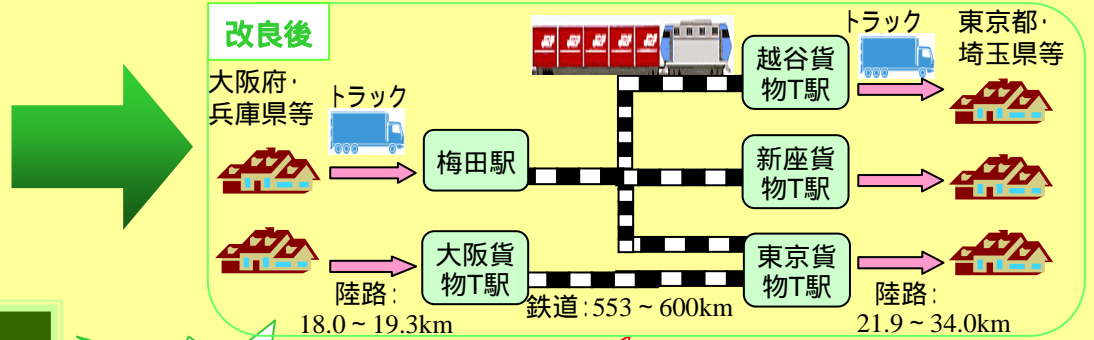 改良後
大阪府・
兵庫県等
トラック
梅田駅
大阪貨
物T駅
陸路：
18.0～19.3km
鉄道：553～600km
越谷貨
物T駅
新座貨
物T駅
東京貨
物T駅
トラック
東京都・
埼玉県等
陸路：
21.9～34.0km